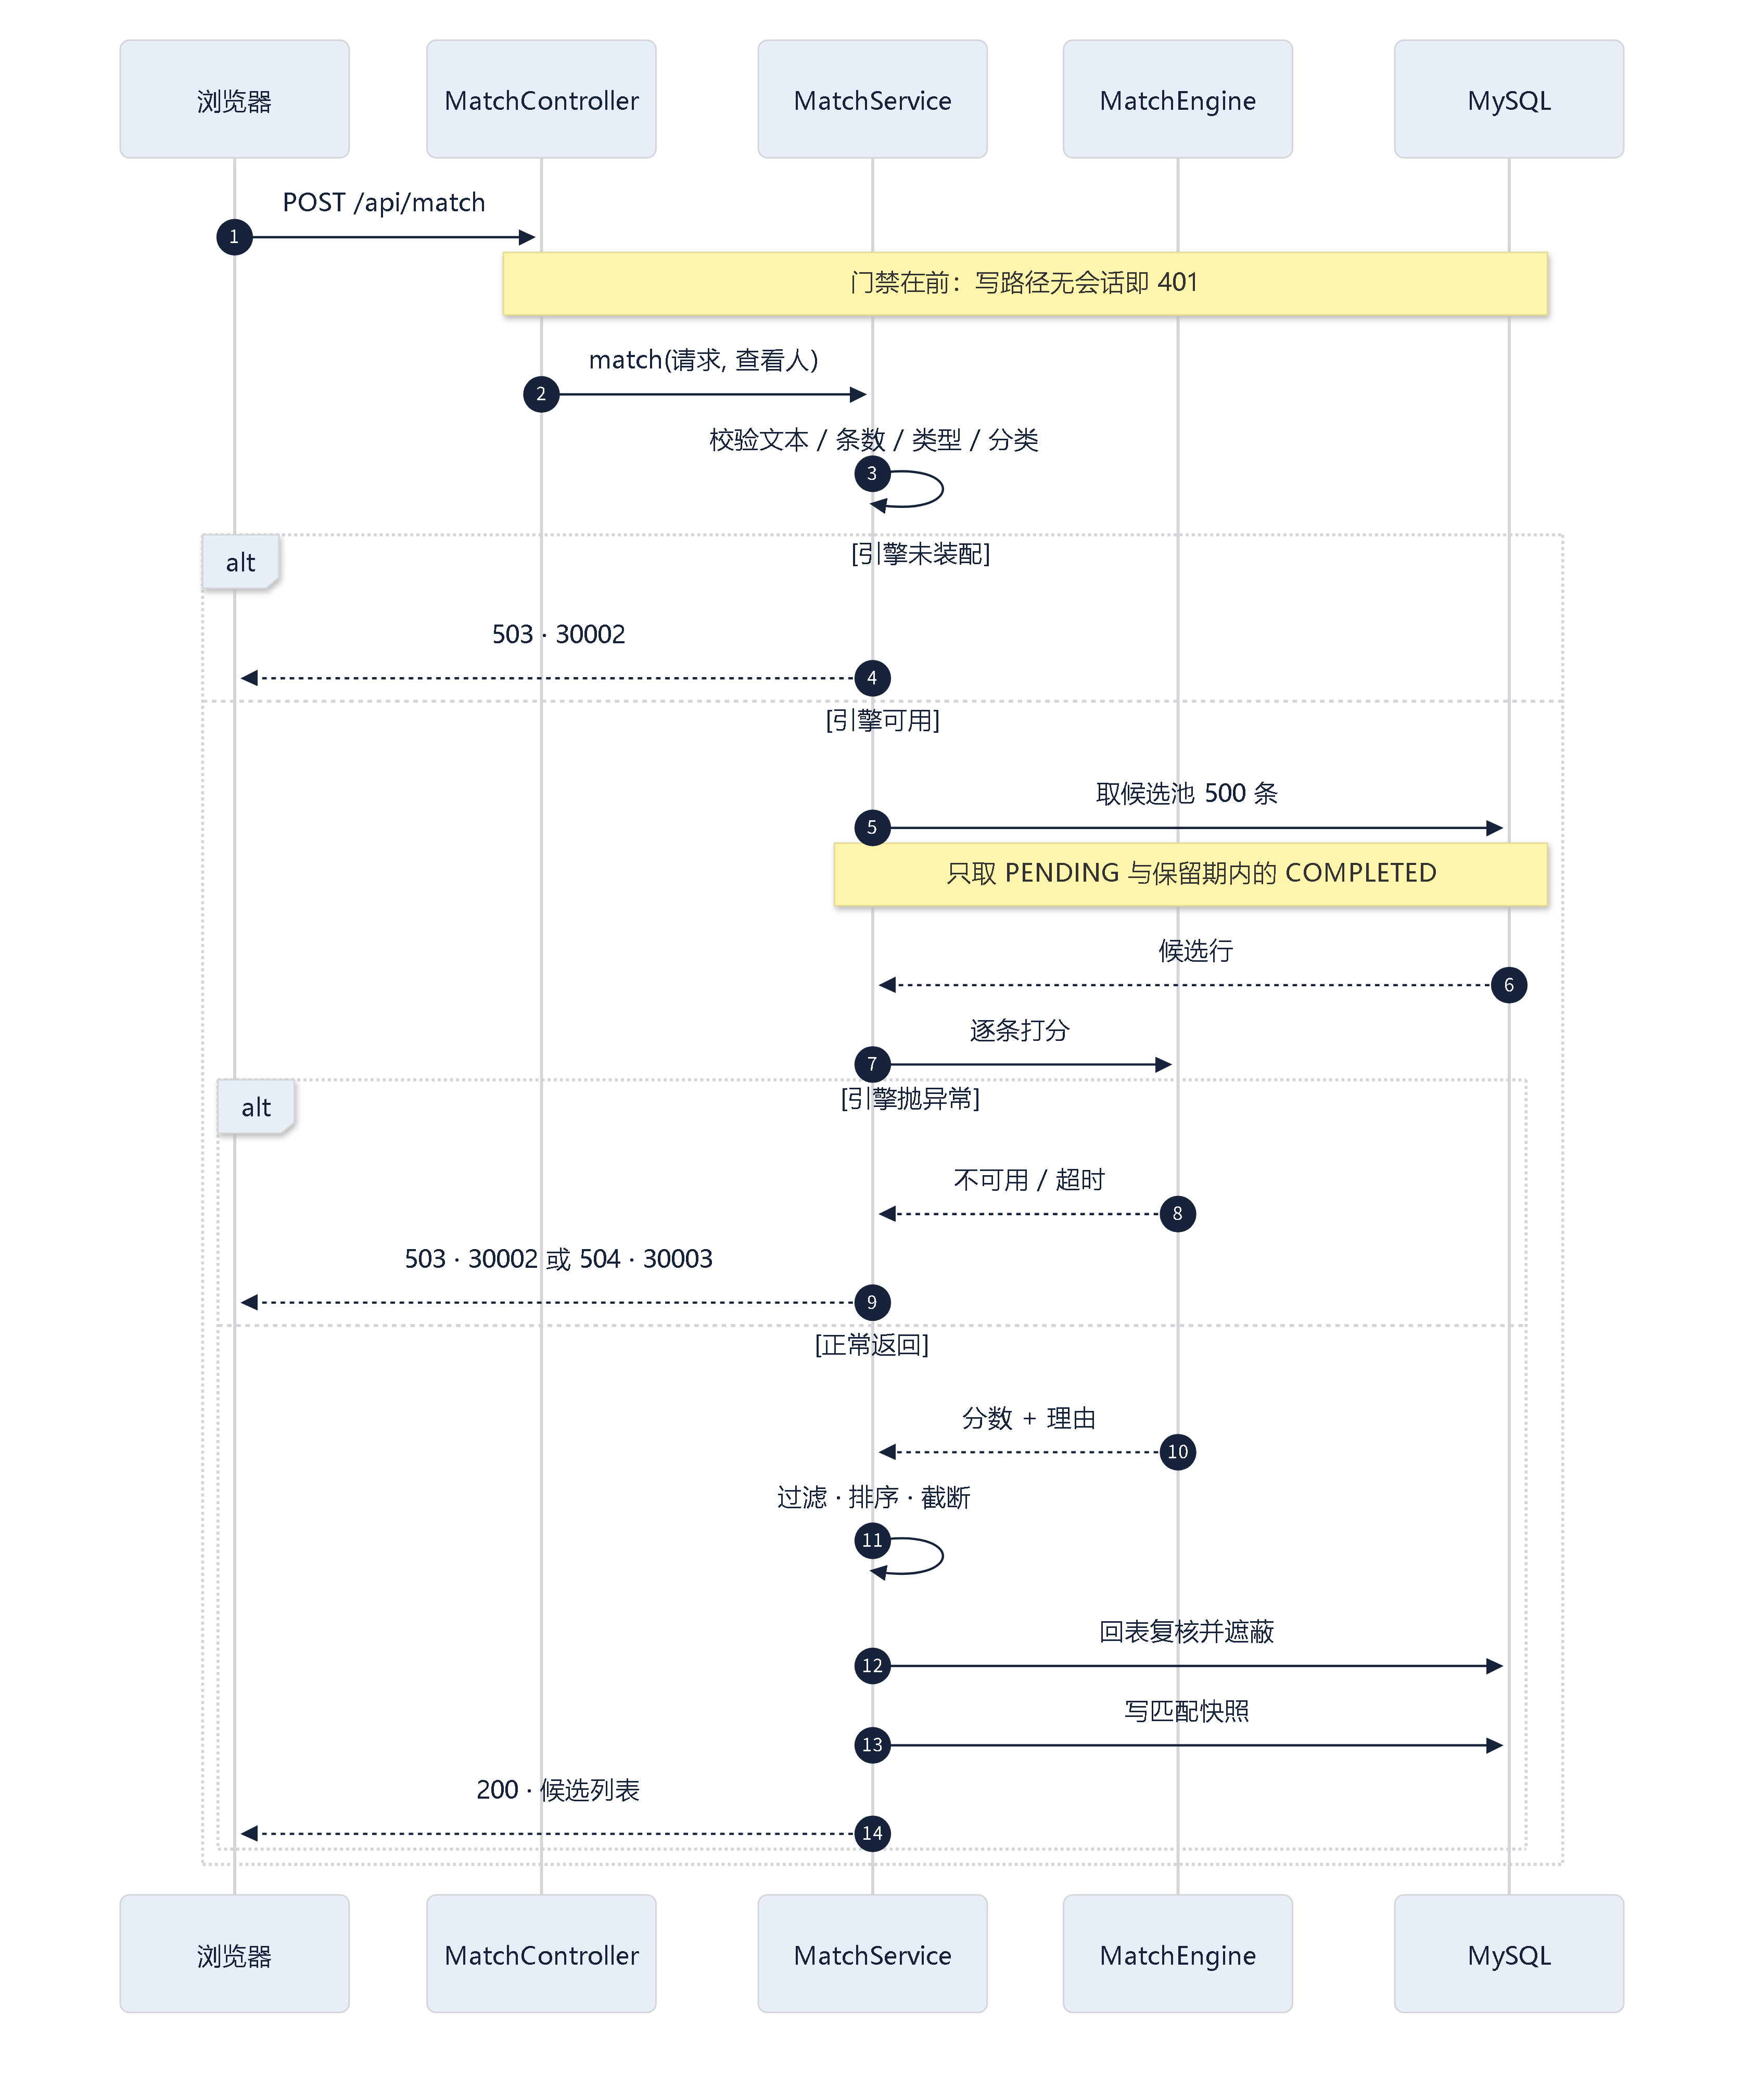 浏览器
MatchController
MatchService
MatchEngine
MySQL
POST /api/match
1
门禁在前：写路径无会话即 401
match(请求, 查看人)
2
校验文本 / 条数 / 类型 / 分类
3
alt
[引擎未装配]
503 · 30002
4
[引擎可用]
取候选池 500 条
5
只取 PENDING 与保留期内的 COMPLETED
候选行
6
逐条打分
7
alt
[引擎抛异常]
不可用 / 超时
8
503 · 30002 或 504 · 30003
9
[正常返回]
分数 + 理由
10
过滤 · 排序 · 截断
11
回表复核并遮蔽
12
写匹配快照
13
200 · 候选列表
14
浏览器
MatchController
MatchService
MatchEngine
MySQL